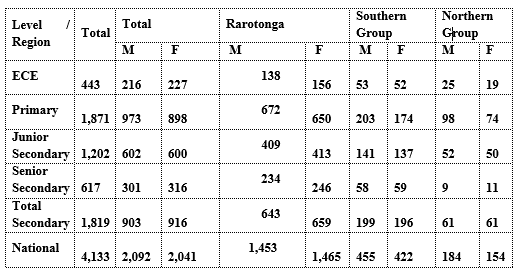 Level / Region Total Total Rarotonga Southern Group Northern Group
M F M F M F M F
ECE 443 216 227 138 156 53 52 25 19
Primary 1,871 973 898 672 650 203 174 98 74
Junior Secondary 1,202 602 600 409 413 141 137 52 50
Senior Secondary 617 301 316 234 246 58 59 9 11
Total Secondary 1,819 903 916 643 659 199 196 61 61
National 4,133 2,092 2,041 1,453 1,465 455 422 184 154